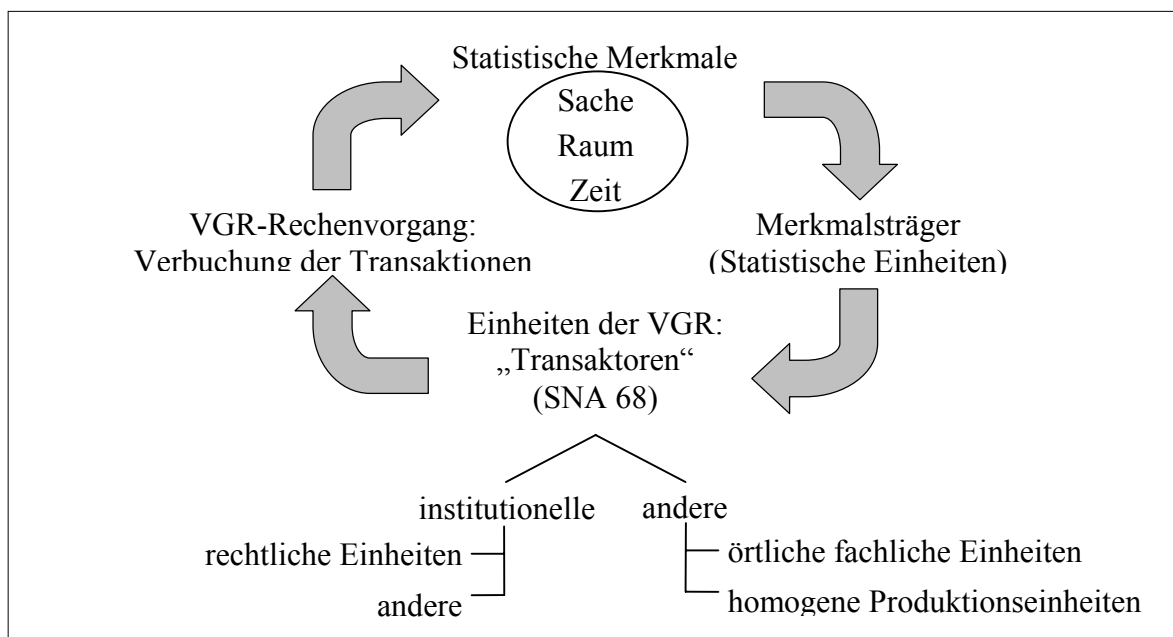 Statistische Merkmale
Sache
Raum
Zeit
VGR-Rechenvorgang:
Verbuchung der Transaktionen
Merkmalsträger
(Statistische Einheiten)
Einheiten der VGR:
„Transaktoren“
(SNA 68)
institutionelle
andere
rechtliche Einheiten
andere
örtliche fachliche Einheiten
homogene Produktionseinheiten